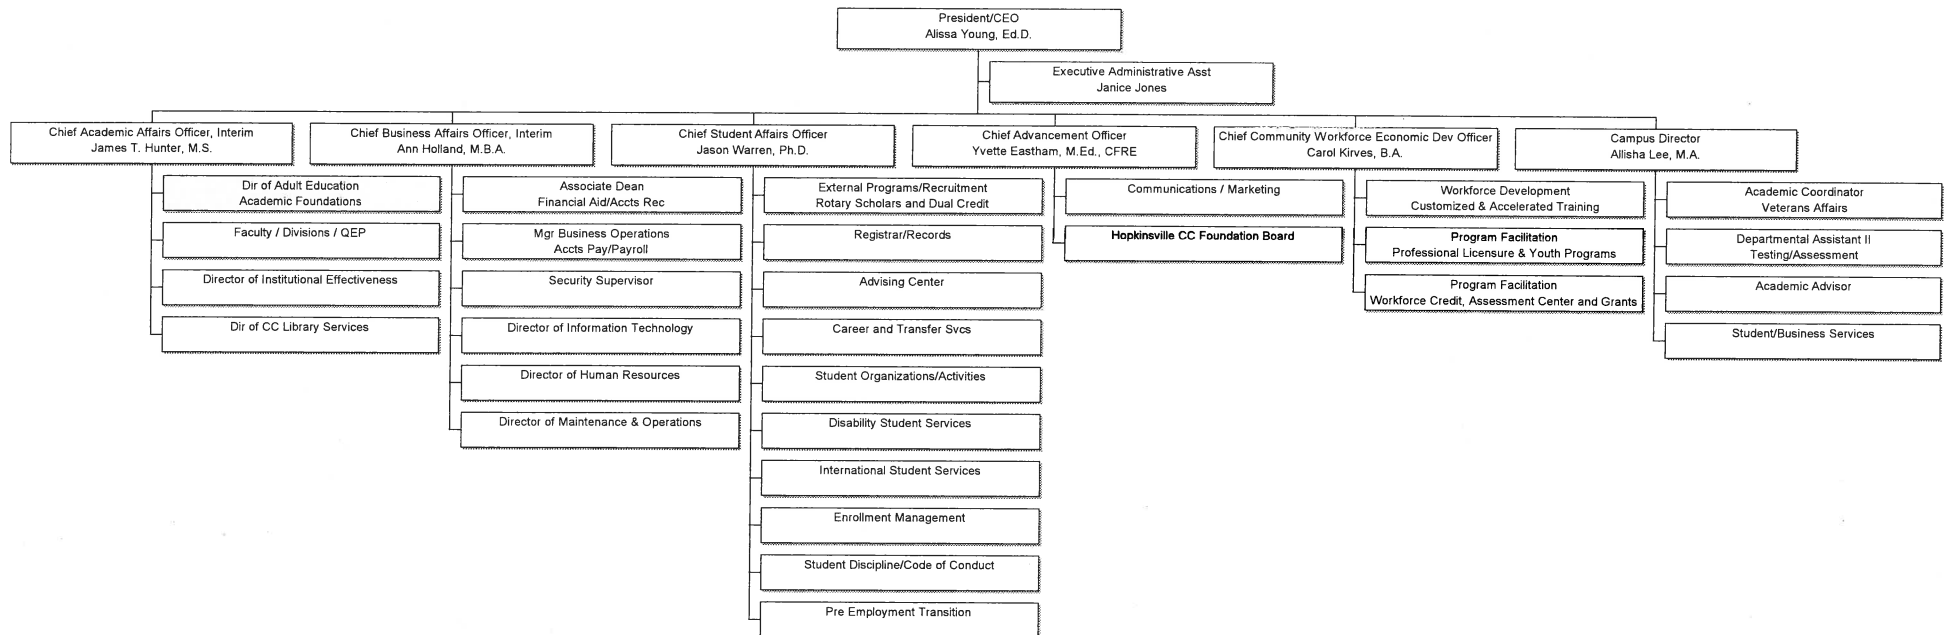 President/CEO
Alissa Young, Ed.D.
Executive Administrative Asst
Janice Jones
Chief Academic Affairs Officer, Interim
James T. Hunter, M.S.
Dir of Adult Education
Academic Foundations
Faculty / Divisions / QEP
Director of Institutional Effectiveness
Dir of CC Library Services
Chief Business Affairs Officer, Interim
Ann Holland, M.B.A.
Associate Dean
Financial Aid/Accts Rec
Mgr Business Operations
Accts Pay/Payroll
Security Supervisor
Director of Information Technology
Director of Human Resources
Director of Maintenance & Operations
Chief Student Affairs Officer
Jason Warren, Ph.D.
External Programs/Recruitment
Rotary Scholars and Dual Credit
Registrar/Records
Advising Center
Career and Transfer Svcs
Student Organizations/Activities
Disability Student Services
International Student Services
Enrollment Management
Student Discipline/Code of Conduct
Pre Employment Transition
Chief Advancement Officer
Yvette Eastham, M.Ed., CFRE
Communications / Marketing
Hopkinsville CC Foundation Board
Chief Community Workforce Economic Dev Officer
Carol Kirves, B.A.
Workforce Development
Customized & Accelerated Training
Program Facilitation
Professional Licensure & Youth Programs
Program Facilitation
Workforce Credit, Assessment Center and Grants
Campus Director
Allisha Lee, M.A.
Academic Coordinator
Veterans Affairs
Departmental Assistant II
Testing/Assessment
Academic Advisor
Student/Business Services